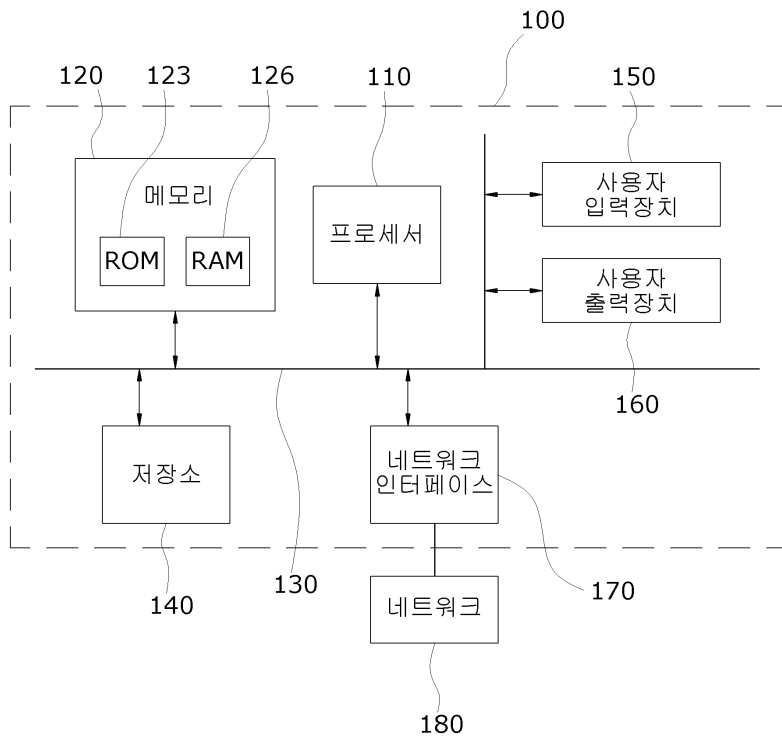 100
120
123
126
110
150
메모리
ROM
RAM
프로세서
사용자
입력장치
사용자
출력장치
160
저장소
네트워크
인터페이스
140
130
170
네트워크
180